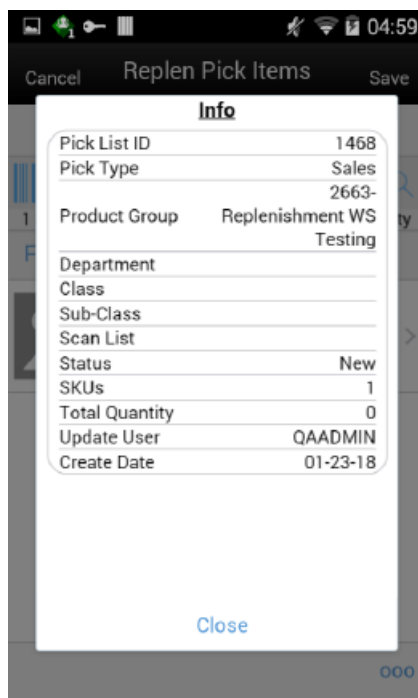 04:59
Cancel Replen Pick Items Save
Info
Pick List ID 1468
Pick Type Sales
2663-
Product Group Replenishment WS
Testing
Department
Class
Sub-Class
Scan List
Status New
SKUs 1
Total Quantity 0
Update User QAADMIN
Create Date 01-23-18
1
ty
F
Close